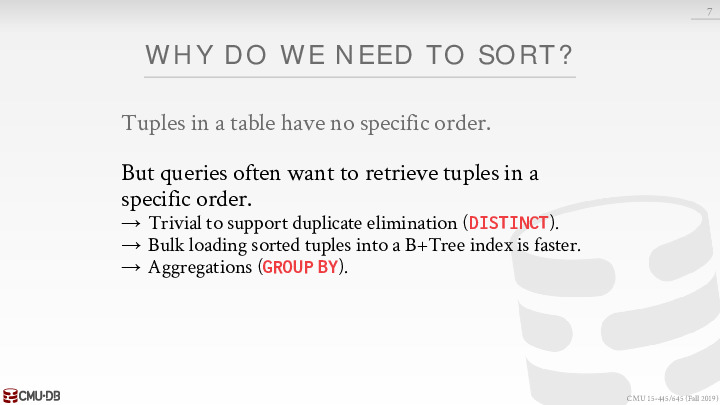 7
WHY DO WE NEED TO SORT?
Tuples in a table have no specific order.
But queries often want to retrieve tuples in a
specific order.
→ Trivial to support duplicate elimination (DISTINCT).
→ Bulk loading sorted tuples into a B+Tree index is faster.
→ Aggregations (GROUP BY).
CMU·DB
CMU 15-445/645 (Fall 2019)